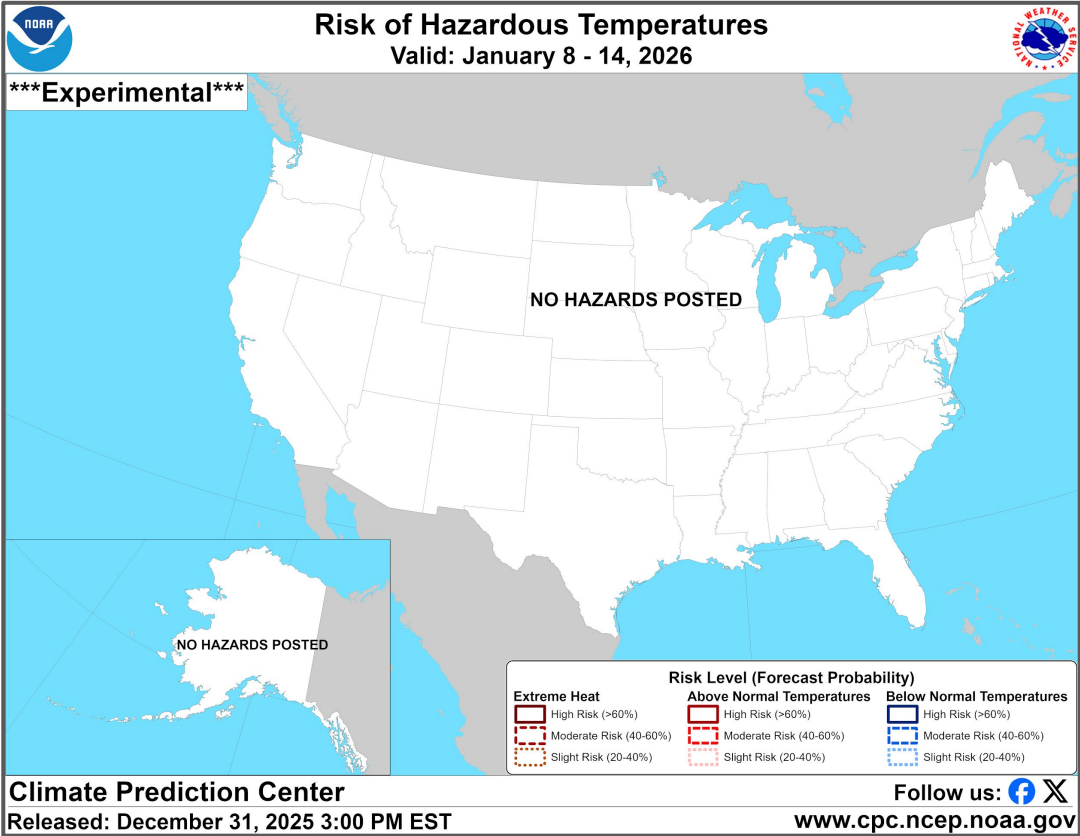 NOAA
Risk of Hazardous Temperatures
Valid: January 8 - 14, 2026
NATIONAL WEATHER SERVICE
***Experimental***
NO HAZARDS POSTED
NO HAZARDS POSTED
Risk Level (Forecast Probability)
Extreme Heat
High Risk (>60%)
Moderate Risk (40-60%)
Slight Risk (20-40%)
Above Normal Temperatures
High Risk (>60%)
Moderate Risk (40-60%)
Slight Risk (20-40%)
Below Normal Temperatures
High Risk (>60%)
Moderate Risk (40-60%)
Slight Risk (20-40%)
Climate Prediction Center
Follow us:
Released: December 31, 2025 3:00 PM EST
www.cpc.ncep.noaa.gov